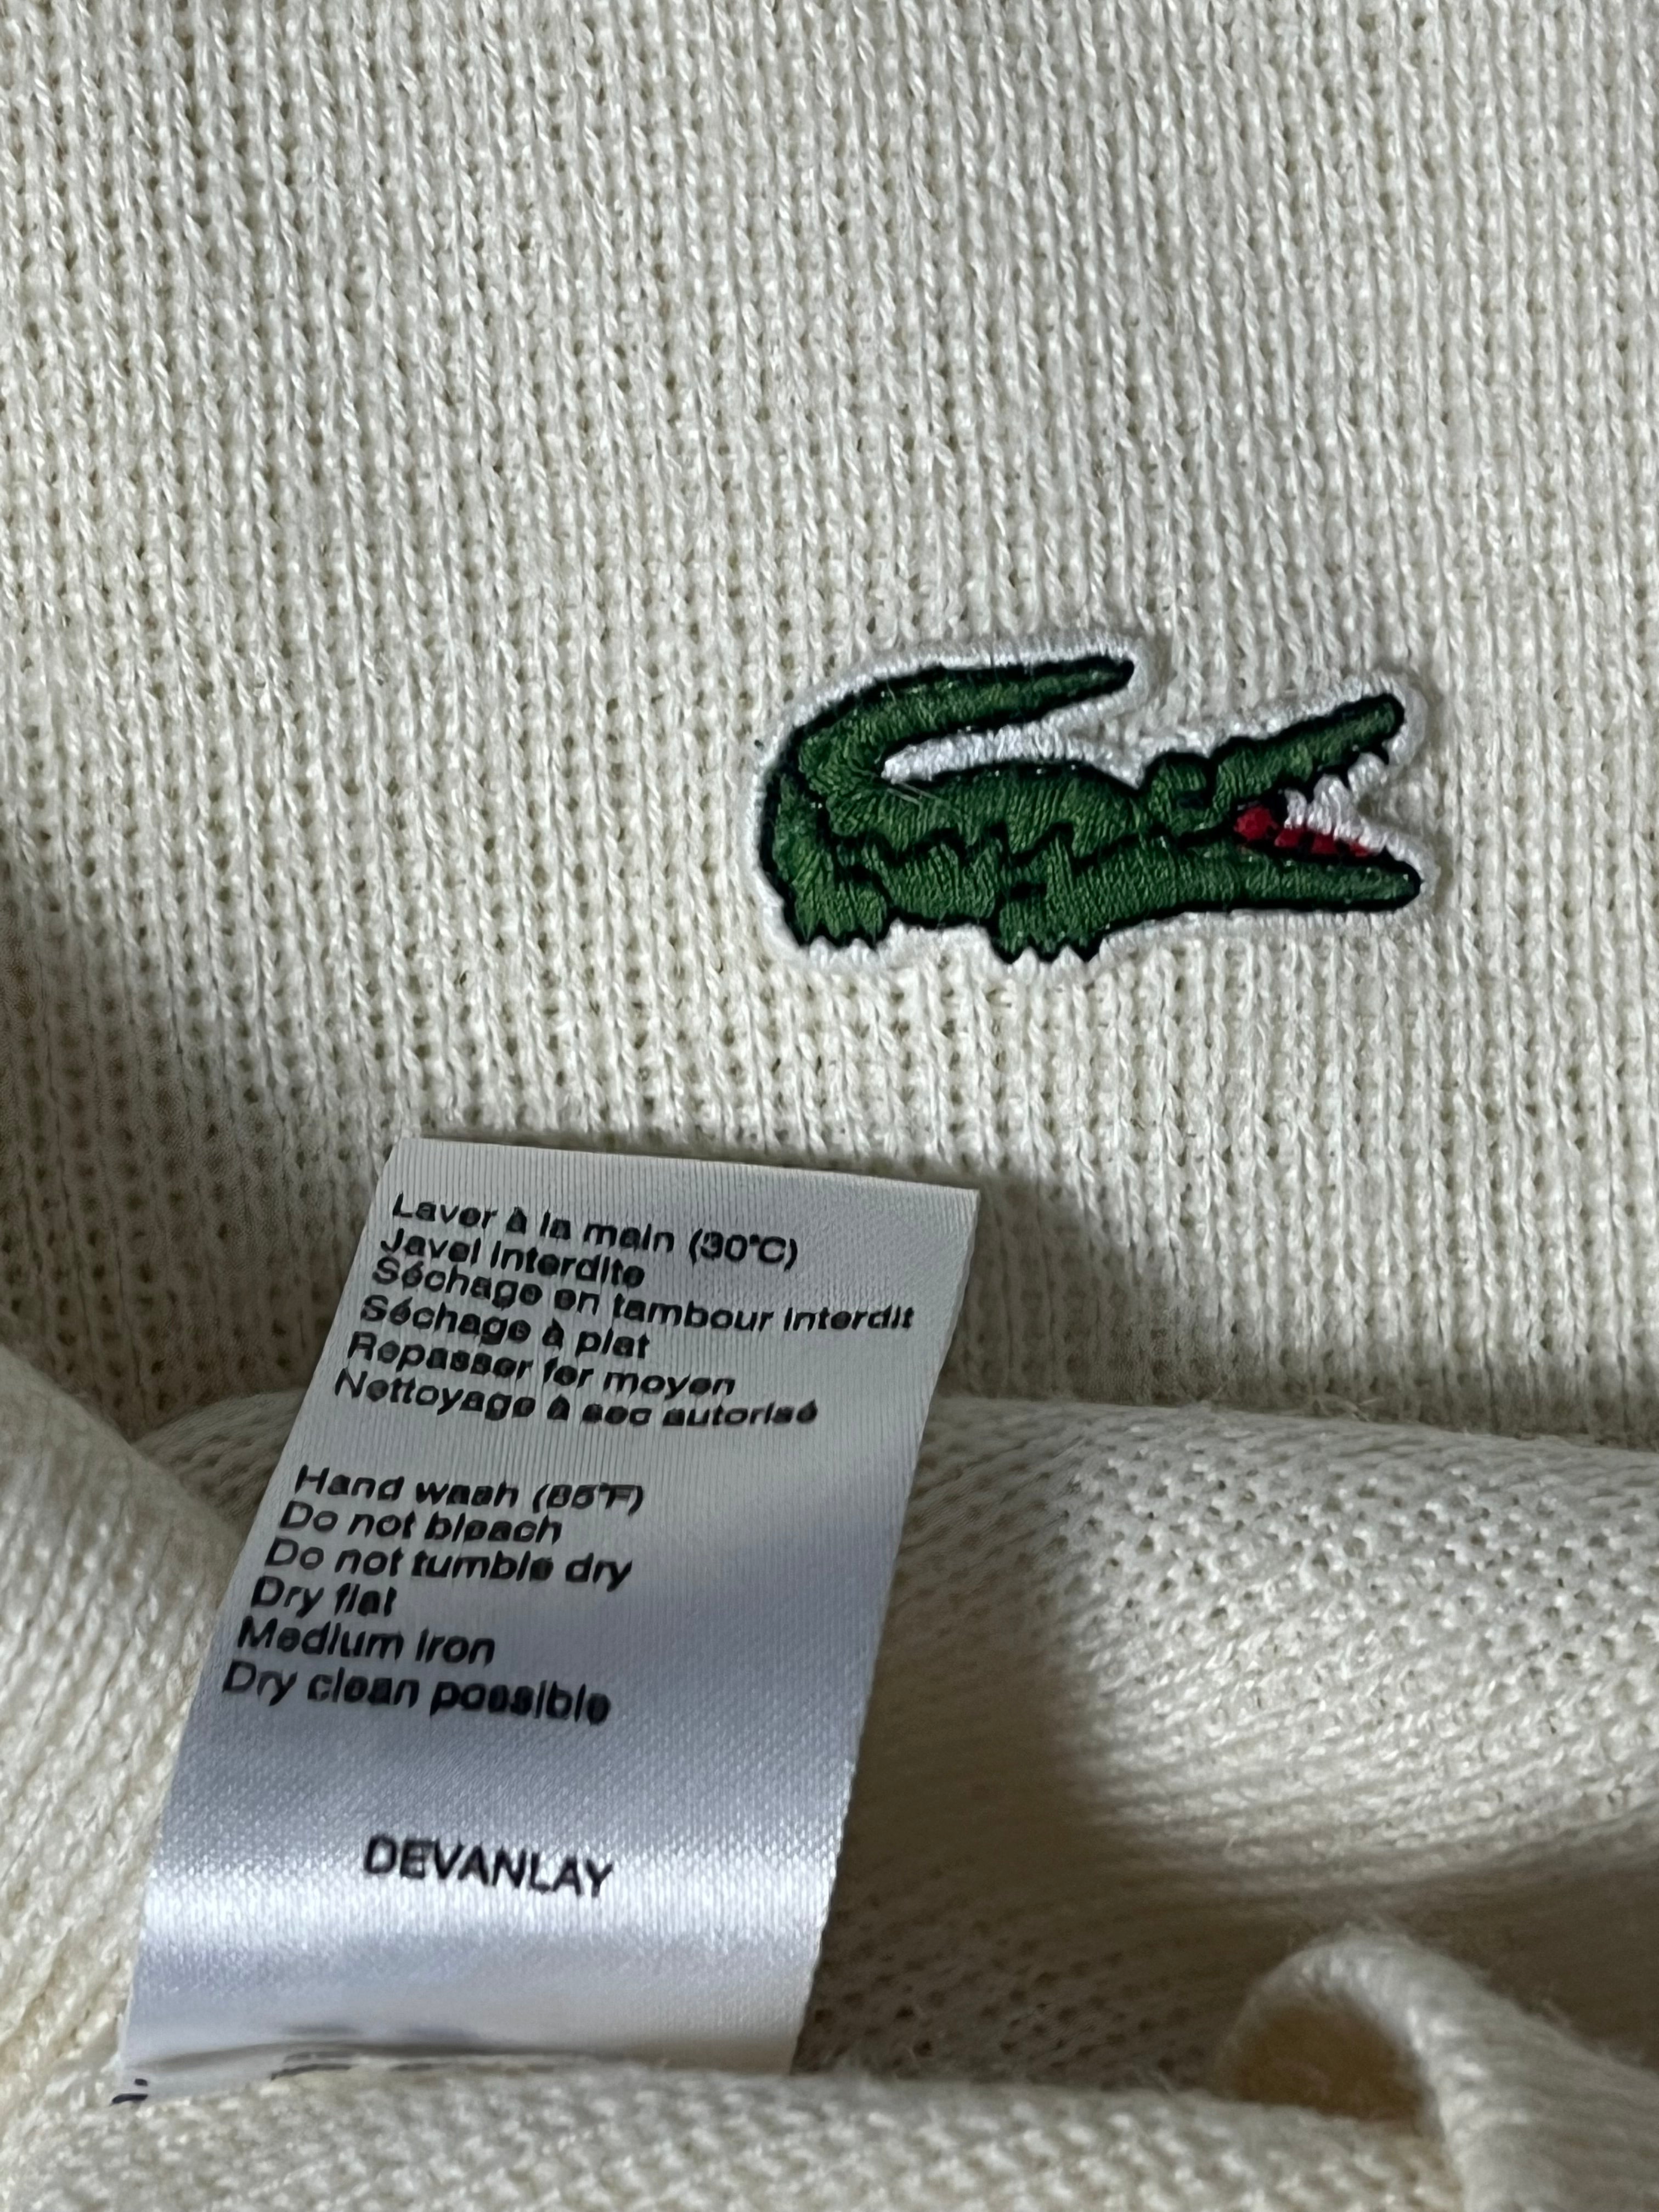 Laver à la main (30°C)
Javel interdite
Séchage en tambour interdit
Séchage à plat
Repasser fer moyen
Nettoyage à sec autorisé
Hand wash (85°F)
Do not bleach
Do not tumble dry
Dry flat
Medium iron
Dry clean possible
DEVANLAY